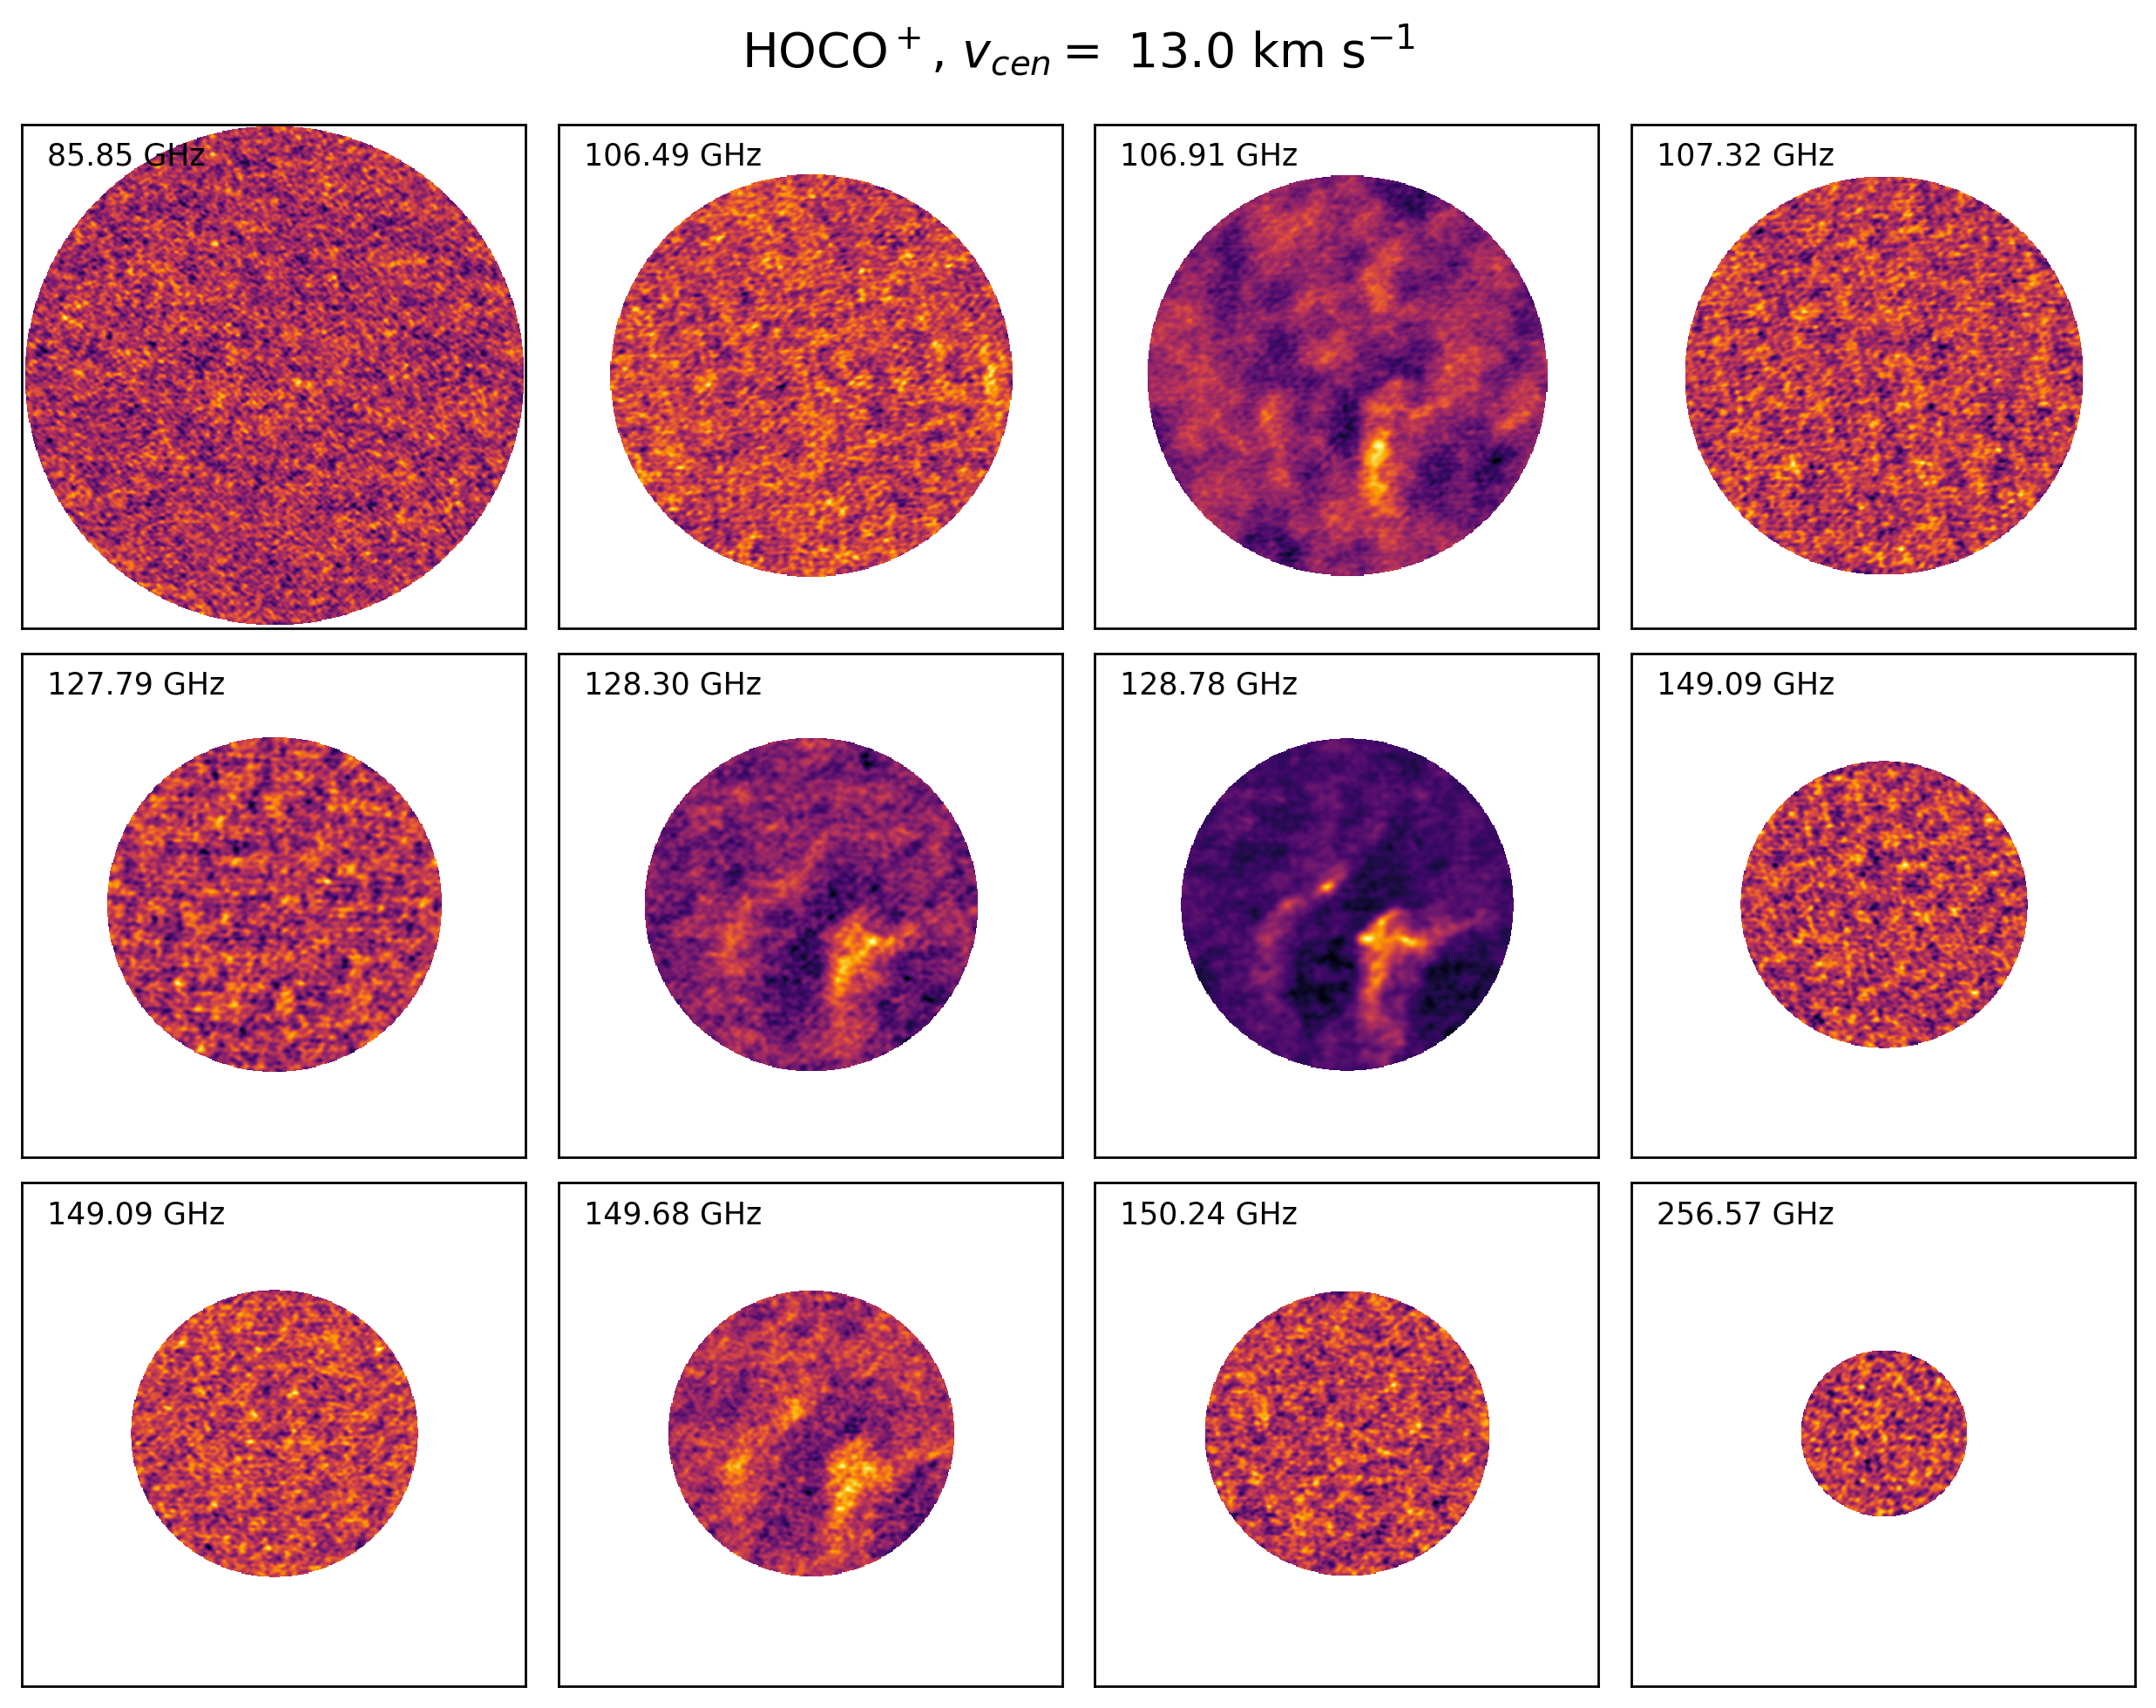 HOCO⁺, v_cen = 13.0 km s⁻¹
85.85 GHz
106.49 GHz
106.91 GHz
107.32 GHz
127.79 GHz
128.30 GHz
128.78 GHz
149.09 GHz
149.09 GHz
149.68 GHz
150.24 GHz
256.57 GHz